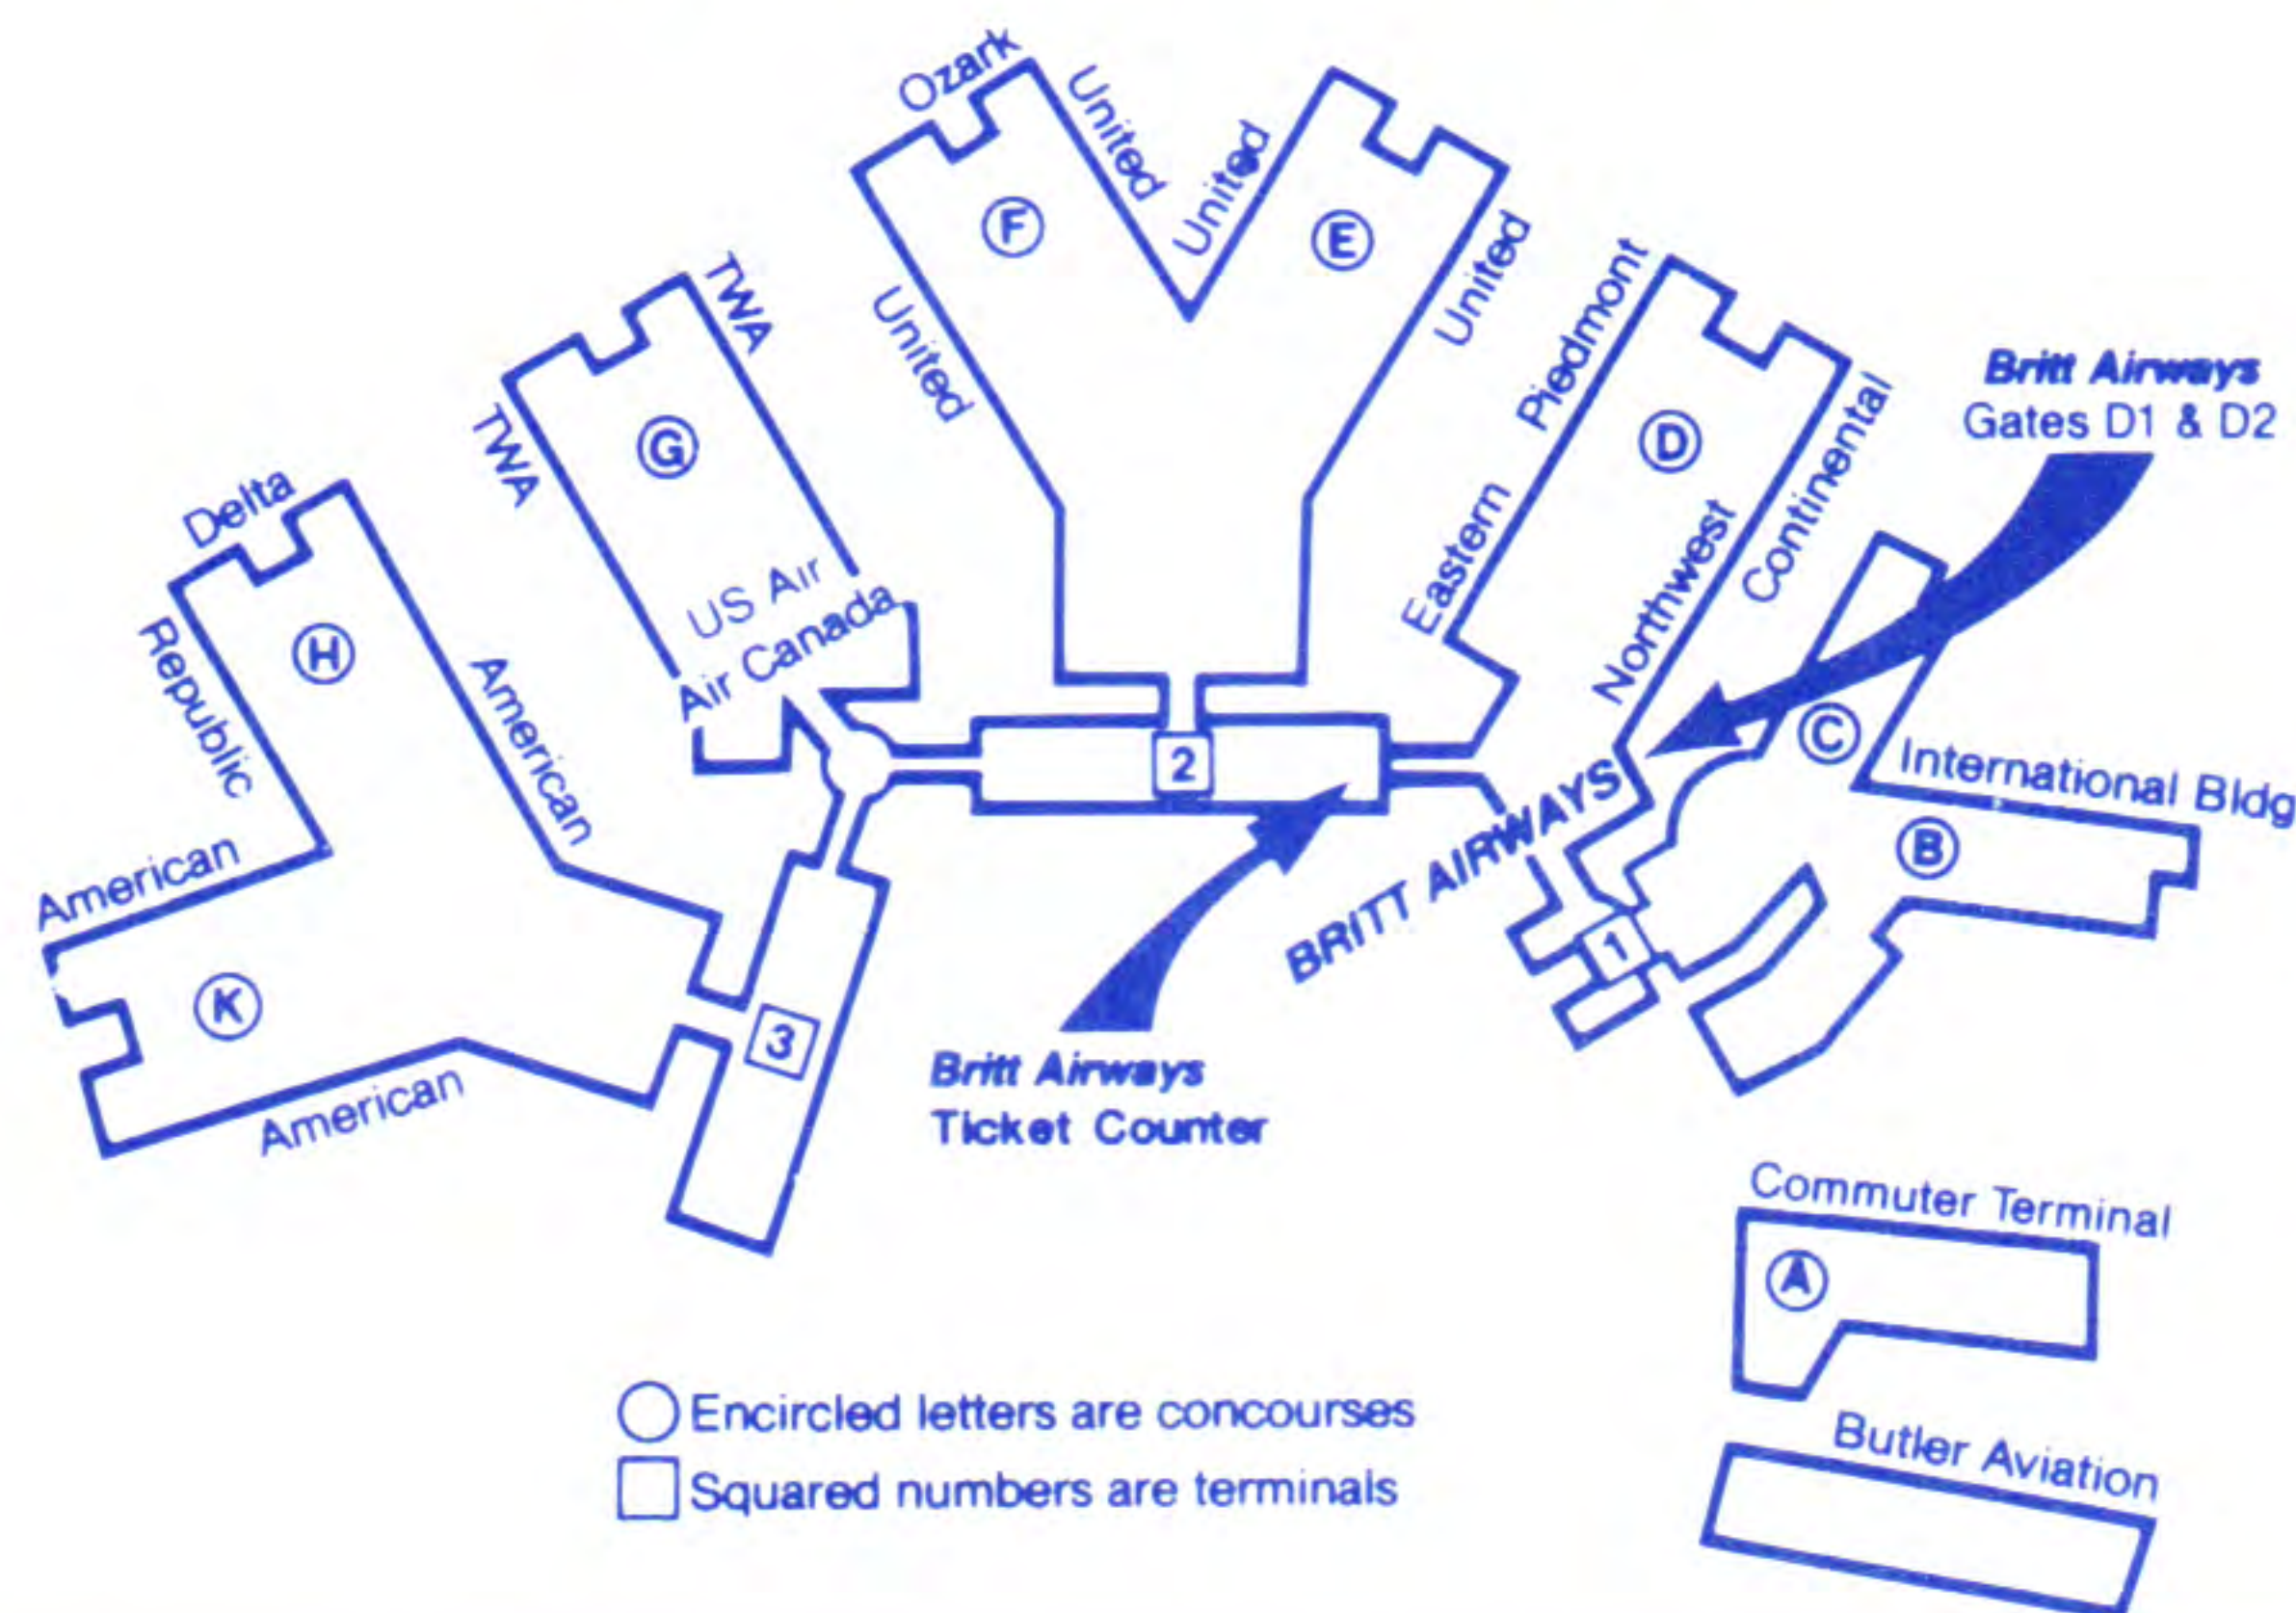 Ozark
United
United
F
E
United
United
Piedmont
TWA
TWA
G
D
Britt Airways
Gates D1 & D2
Continental
Delta
Eastern
Northwest
US Air
Air Canada
H
Republic
American
2
C
International Bldg
BRITT AIRWAYS
B
American
K
1
3
American
Britt Airways
Ticket Counter
Commuter Terminal
A
Encircled letters are concourses
Butler Aviation
Squared numbers are terminals